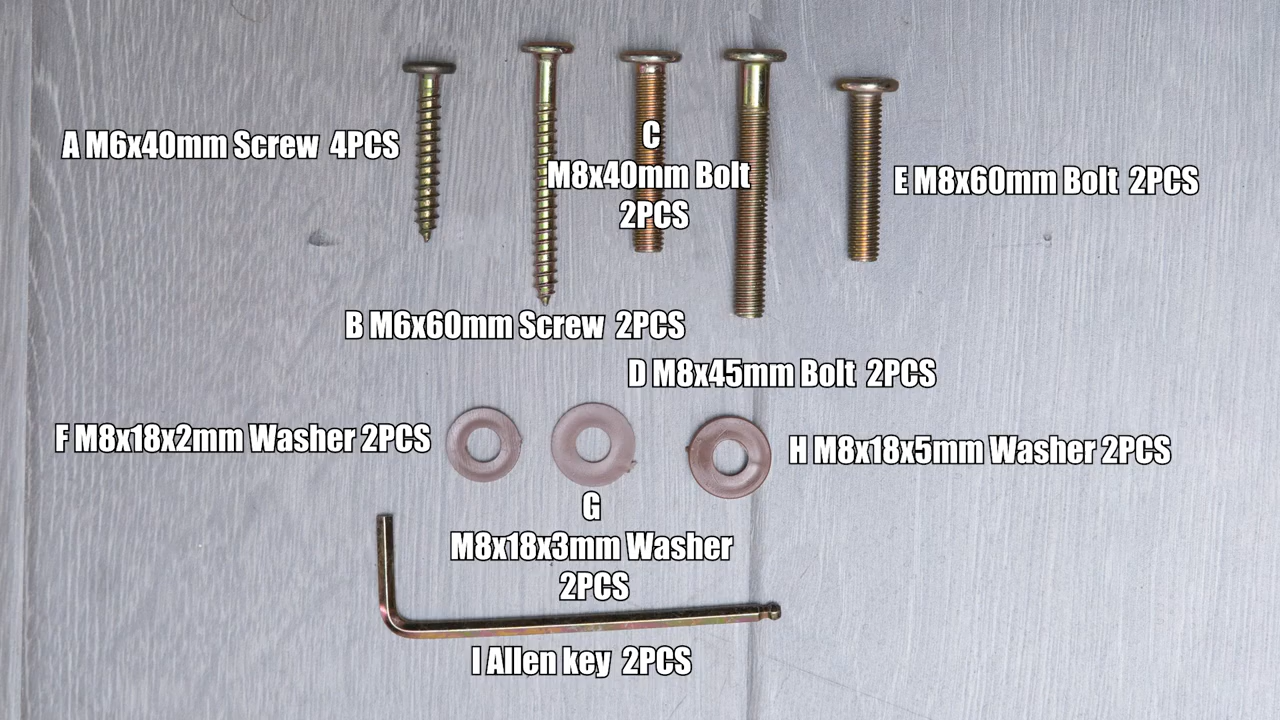 A M6x40mm Screw 4PCS
C
M8x40mm Bolt
2PCS
E M8x60mm Bolt 2PCS
B M6x60mm Screw 2PCS
D M8x45mm Bolt 2PCS
F M8x18x2mm Washer 2PCS
H M8x18x5mm Washer 2PCS
G
M8x18x3mm Washer
2PCS
I Allen key 2PCS